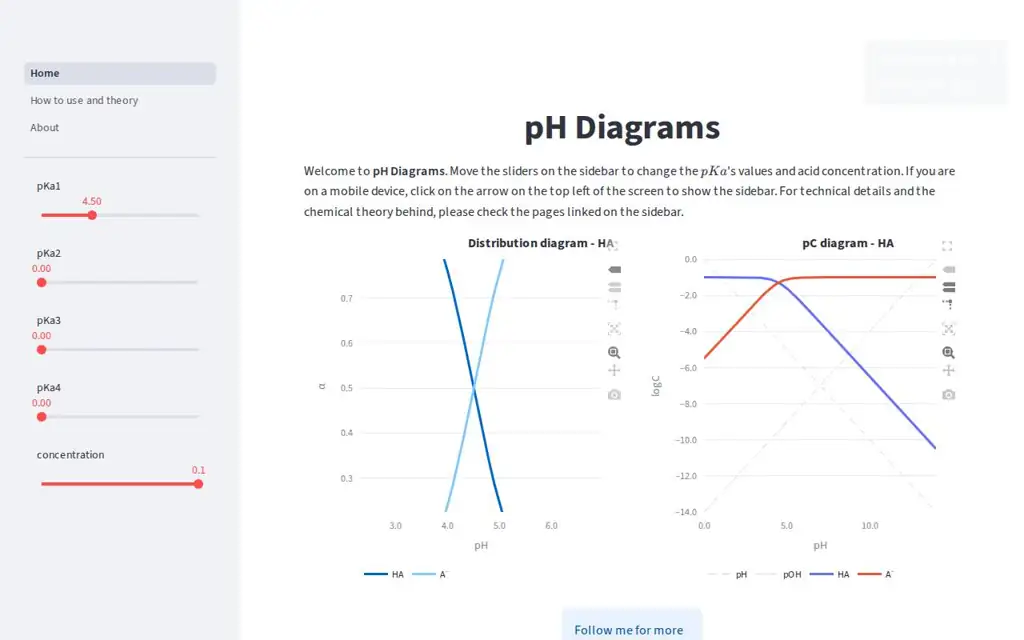 Home
How to use and theory
About
pKa1
4.50
pKa2
0.00
pKa3
0.00
pKa4
0.00
concentration
0.1
pH Diagrams
Welcome to pH Diagrams. Move the sliders on the sidebar to change the pKa's values and acid concentration. If you are
on a mobile device, click on the arrow on the top left of the screen to show the sidebar. For technical details and the
chemical theory behind, please check the pages linked on the sidebar.
Distribution diagram - HA
0.7
0.6
0.5
0.4
0.3
α
3.0 4.0 5.0 6.0
pH
HA A⁻
pC diagram - HA
0.0
−2.0
−4.0
−6.0
−8.0
−10.0
−12.0
−14.0
logC
0.0 5.0 10.0
pH
pH pOH HA A⁻
Follow me for more